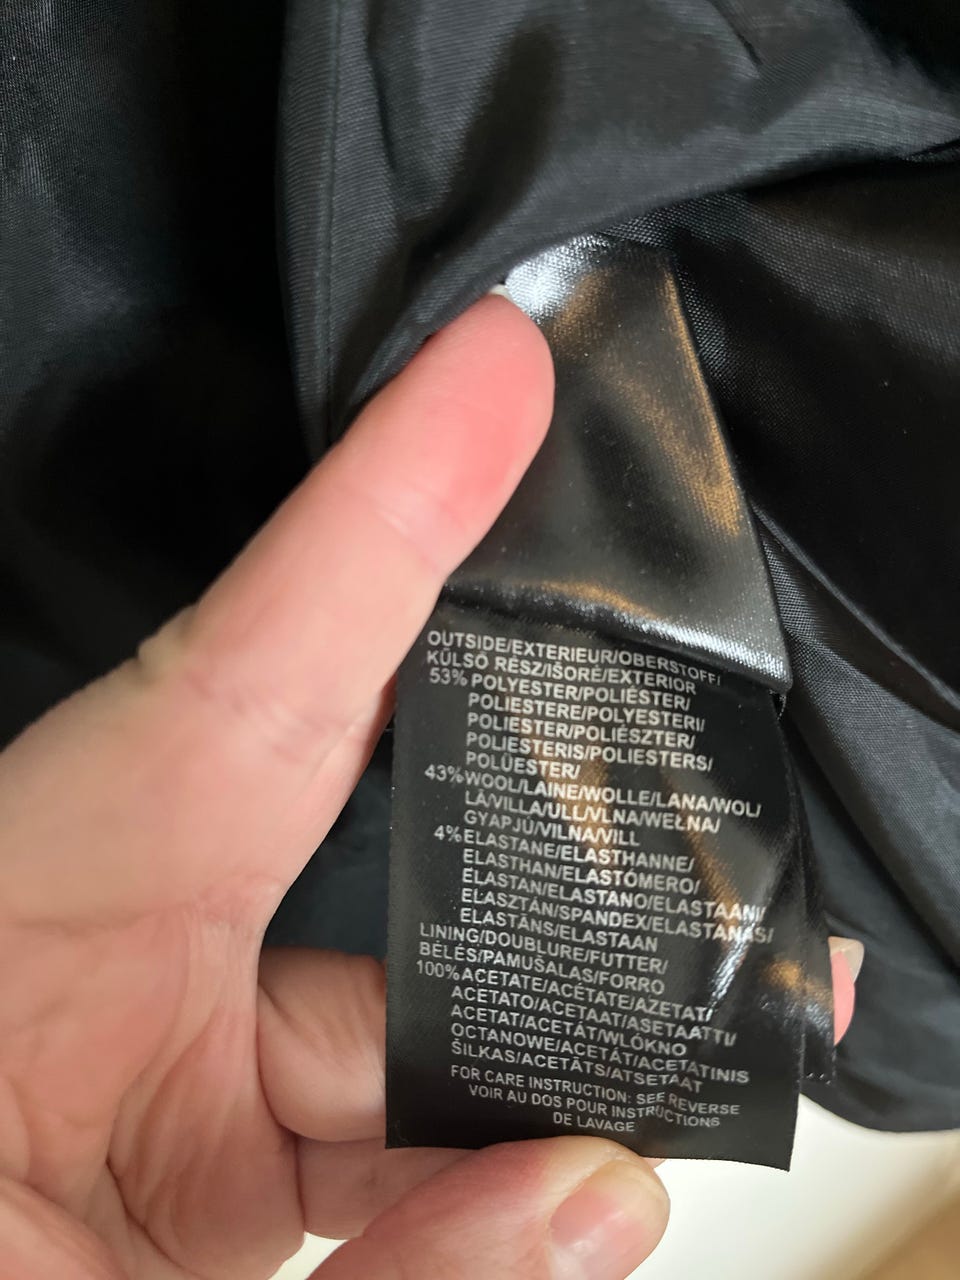 OUTSIDE/EXTERIEUR/OBERSTOFF/
KÜLSÖ RÉSZ/IŠORĖ/EXTERIOR
53% POLYESTER/POLIÉSTER/
POLIESTERE/POLYESTERI/
POLIESTER/POLIÉSZTER/
POLIESTERIS/POLIESTERS/
POLÜESTER/
43%WOOL/LAINE/WOLLE/LANA/WOL/
LÃ/VILLA/ULL/VLNA/WEŁNA/
GYAPJÚ/VILNA/VILL
4%ELASTANE/ELASTHANNE/
ELASTHAN/ELASTÓMERO/
ELASTAN/ELASTANO/ELASTAANI/
ELASZTÁN/SPANDEX/ELASTANAS/
ELASTĀNS/ELASTAAN
LINING/DOUBLURE/FUTTER/
BÉLÉS/PAMUŠALAS/FORRO
100%ACETATE/ACÉTATE/AZETAT/
ACETATO/ACETAAT/ASETAATTI/
ACETAT/ACETÁT/WLÓKNO
OCTANOWE/ACETÁT/ACETATINIS
ŠILKAS/ACETĀTS/ATSETAAT
FOR CARE INSTRUCTION: SEE REVERSE
VOIR AU DOS POUR INSTRUCTIONS
DE LAVAGE